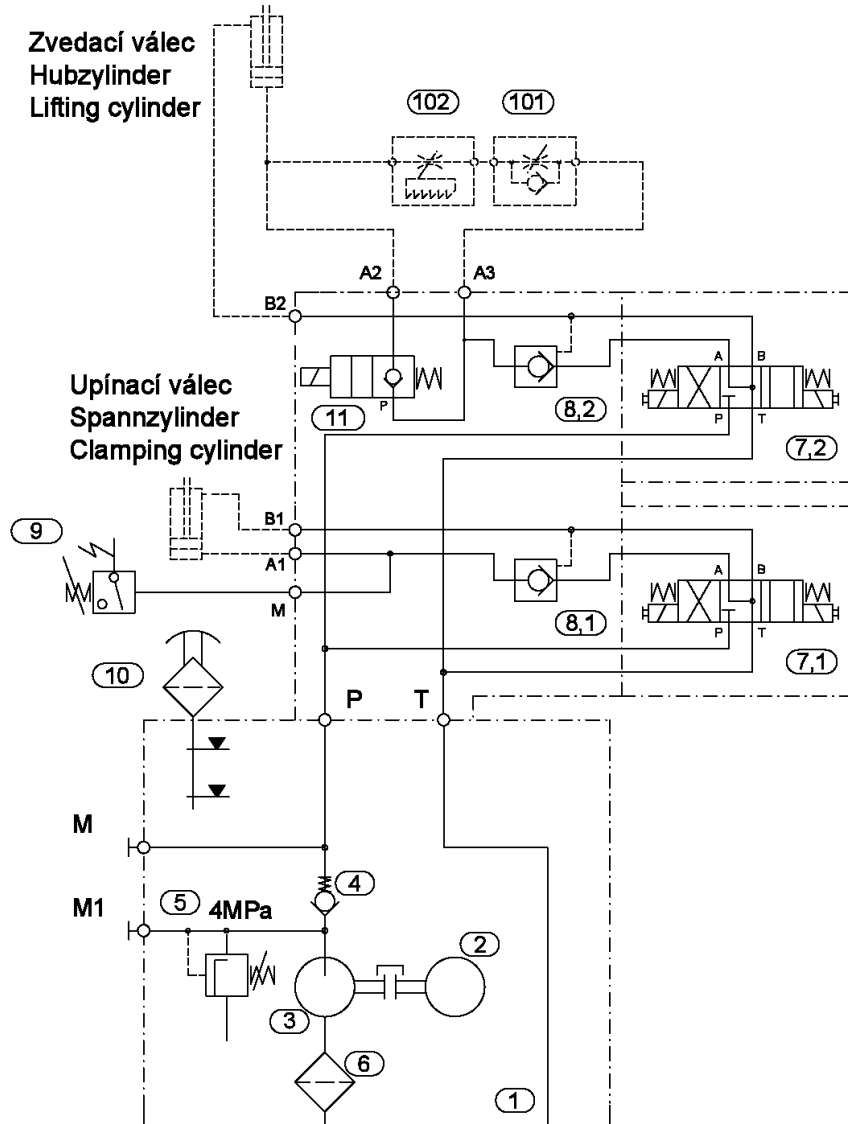 Zvedací válec
Hubzylinder
Lifting cylinder
102
101
A2
A3
B2
A
B
P
P
T
11
8,2
7,2
Upínací válec
Spannzylinder
Clamping cylinder
9
B1
A1
M
A
B
P
T
8,1
7,1
10
P
T
M
4
M1
5
4MPa
2
3
6
1